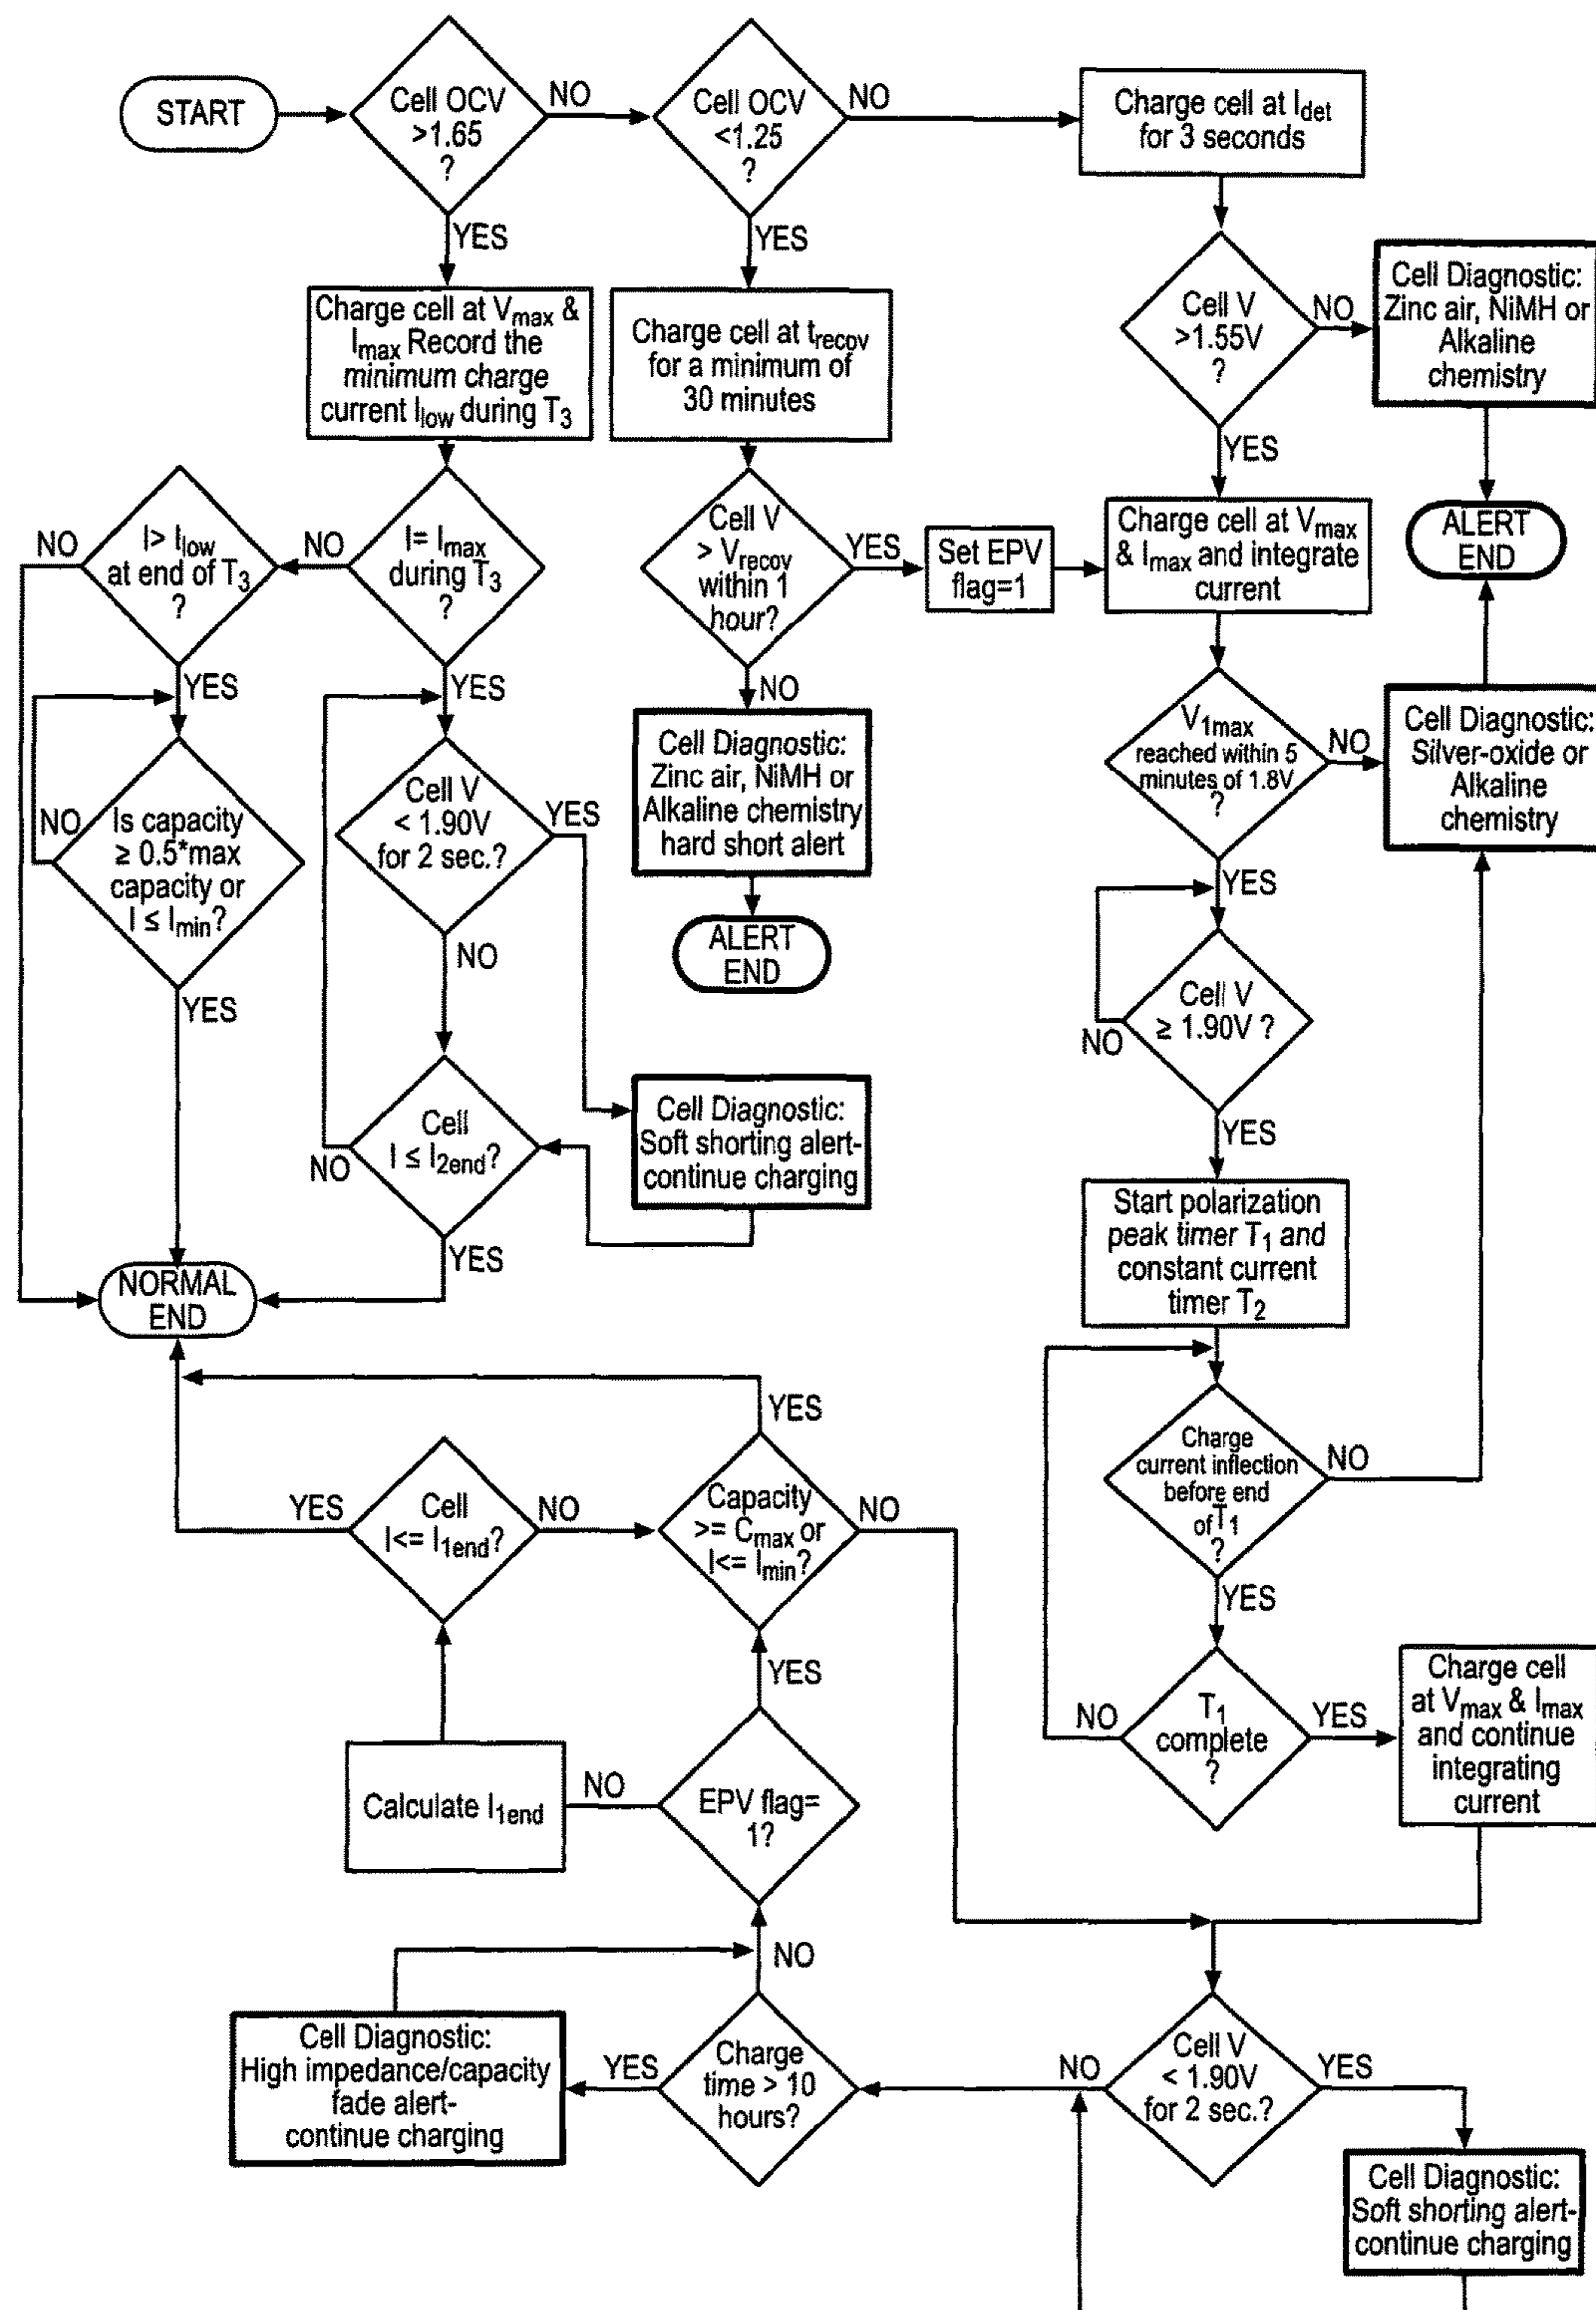 START
Cell OCV
>1.65
?
NO
YES
Cell OCV
<1.25
?
NO
YES
Charge cell at Idet
for 3 seconds
Cell V
>1.55V
?
NO
YES
Cell Diagnostic:
Zinc air, NiMH or
Alkaline
chemistry
ALERT
END
Charge cell at Vmax &
Imax Record the
minimum charge
current Ilow during T3
Charge cell at trecov
for a minimum of
30 minutes
I> Ilow
at end of T3
?
NO
YES
I= Imax
during T3
?
NO
YES
Cell V
> Vrecov
within 1
hour?
YES
NO
Set EPV
flag=1
Charge cell at Vmax
& Imax and integrate
current
V1max
reached within 5
minutes of 1.8V
?
NO
YES
Cell Diagnostic:
Silver-oxide or
Alkaline
chemistry
Is capacity
≥ 0.5*max
capacity or
I ≤ Imin?
NO
YES
Cell V
< 1.90V
for 2 sec.?
YES
NO
Cell Diagnostic:
Zinc air, NiMH or
Alkaline chemistry
hard short alert
ALERT
END
Cell V
≥ 1.90V ?
NO
YES
Cell
I ≤ I2end?
NO
YES
Cell Diagnostic:
Soft shorting alert-
continue charging
Start polarization
peak timer T1 and
constant current
timer T2
NORMAL
END
Charge
current inflection
before end
of T1
?
NO
YES
Cell
I<= I1end?
YES
NO
Capacity
>= Cmax or
I<= Imin?
YES
NO
T1
complete
?
NO
YES
Charge cell
at Vmax & Imax
and continue
integrating
current
Calculate I1end
NO
EPV flag=
1?
YES
Cell Diagnostic:
High impedance/capacity
fade alert-
continue charging
YES
Charge
time > 10
hours?
NO
NO
Cell V
< 1.90V
for 2 sec.?
YES
Cell Diagnostic:
Soft shorting alert-
continue charging